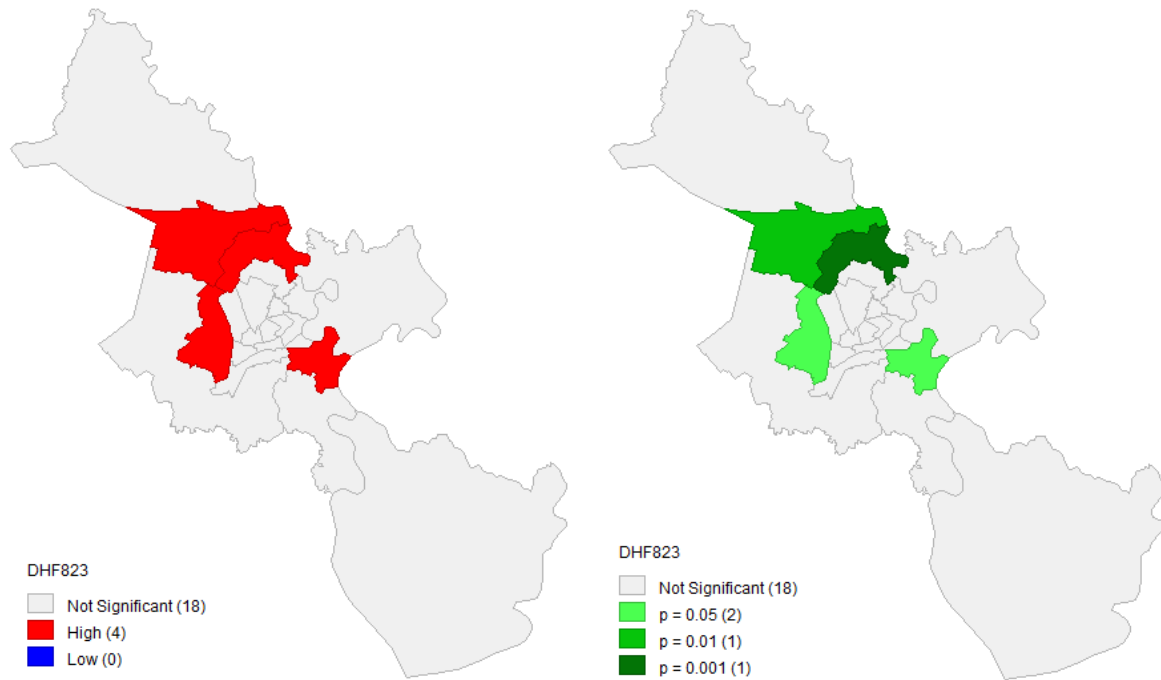 DHF823
Not Significant (18)
High (4)
Low (0)
DHF823
Not Significant (18)
p = 0.05 (2)
p = 0.01 (1)
p = 0.001 (1)